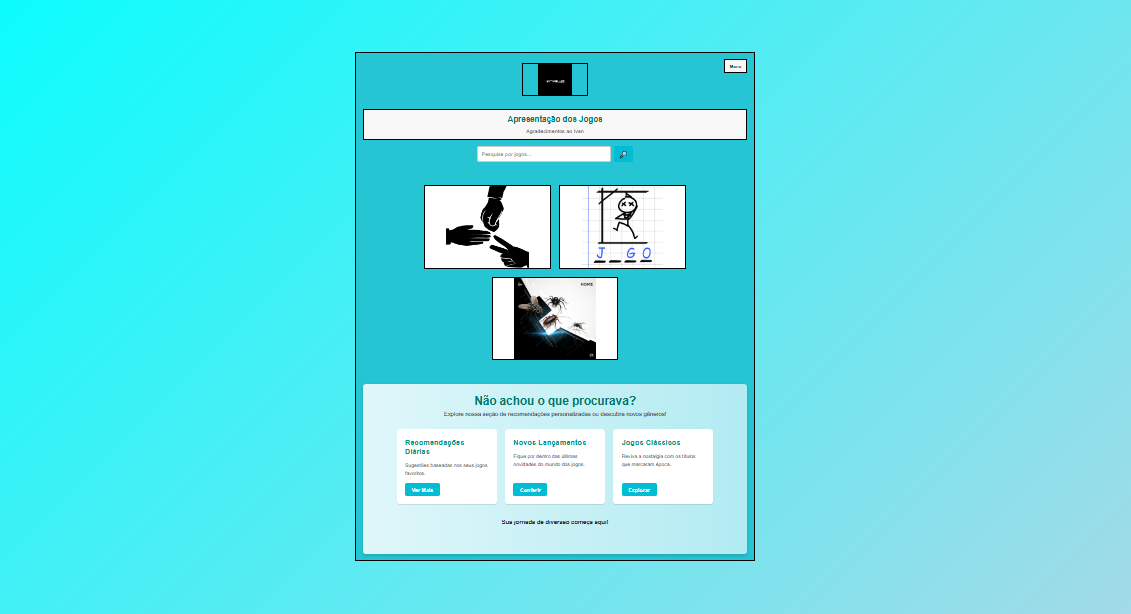 Menu
Apresentação dos Jogos
Agradecimentos ao Ivan
Pesquise por jogos...
J _ G O
HOME
Não achou o que procurava?
Explore nossa seção de recomendações personalizadas ou descubra novos gêneros!
Recomendações
Diárias
Sugestões baseadas nos seus jogos
favoritos.
Ver Mais
Novos Lançamentos
Fique por dentro das últimas
novidades do mundo dos jogos.
Conferir
Jogos Clássicos
Reviva a nostalgia com os títulos
que marcaram época.
Explorar
Sua jornada de diversão começa aqui!